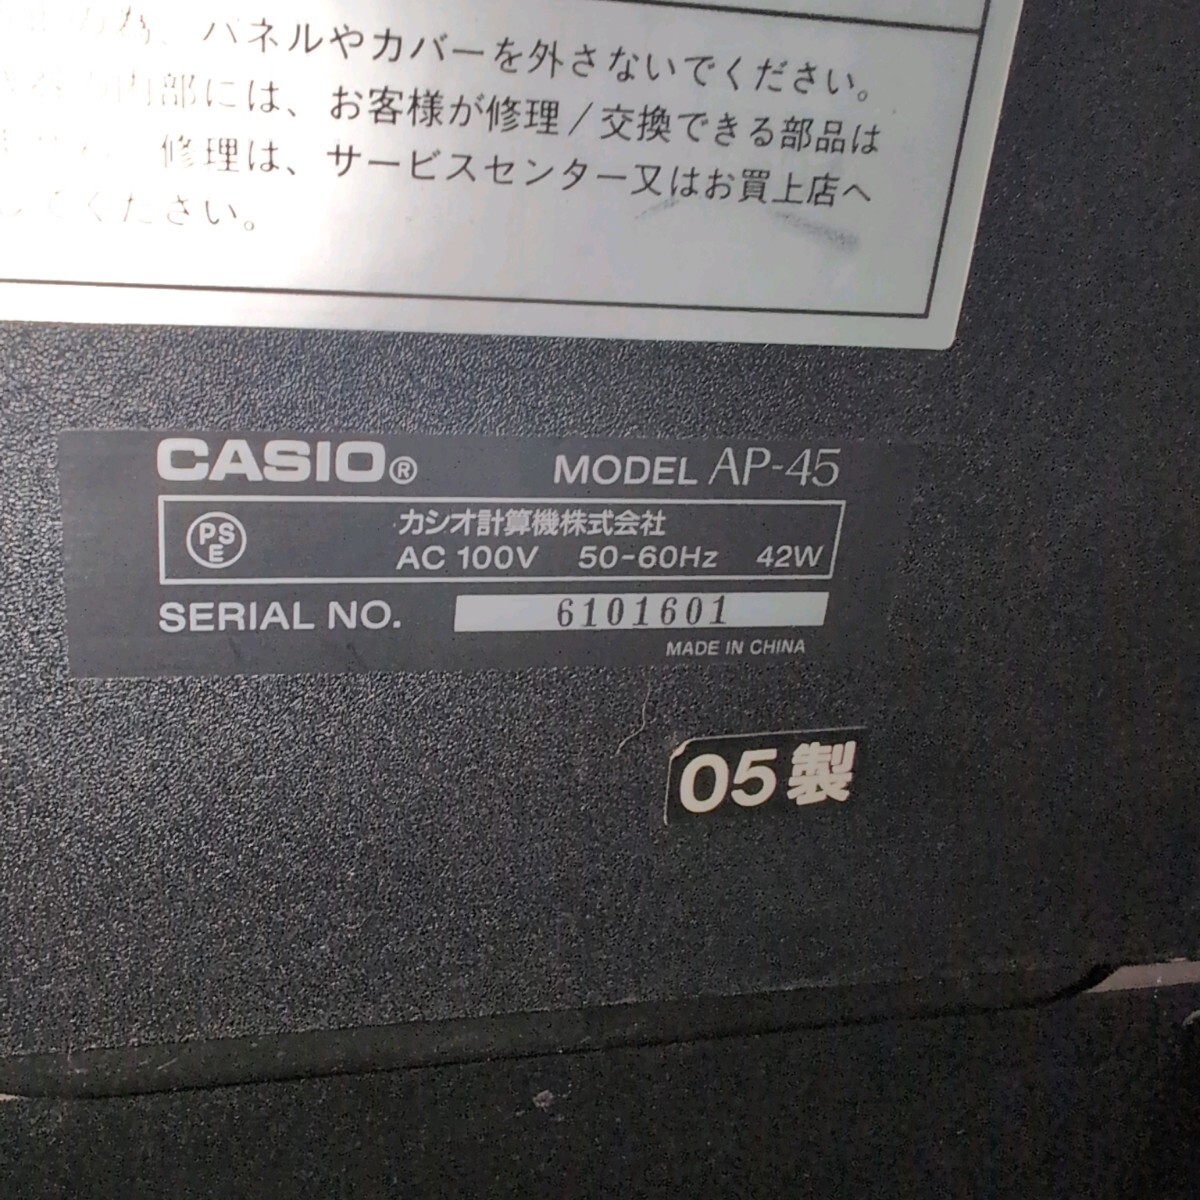 パネルやカバーを外さないでください。
内部には、お客様が修理/交換できる部品は
修理は、サービスセンター又はお買上店へ
してください。
CASIO® MODEL AP-45
PSE カシオ計算機株式会社
AC 100V 50-60Hz 42W
SERIAL NO. 6101601
MADE IN CHINA
05製